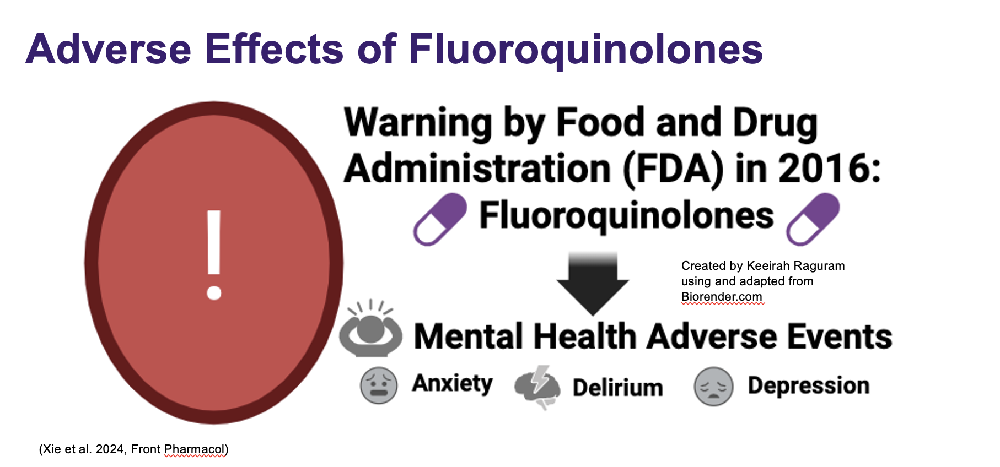 Adverse Effects of Fluoroquinolones
Warning by Food and Drug
Administration (FDA) in 2016:
Fluoroquinolones
Created by Keeirah Raguram
using and adapted from
Biorender.com
Mental Health Adverse Events
Anxiety
Delirium
Depression
(Xie et al. 2024, Front Pharmacol)